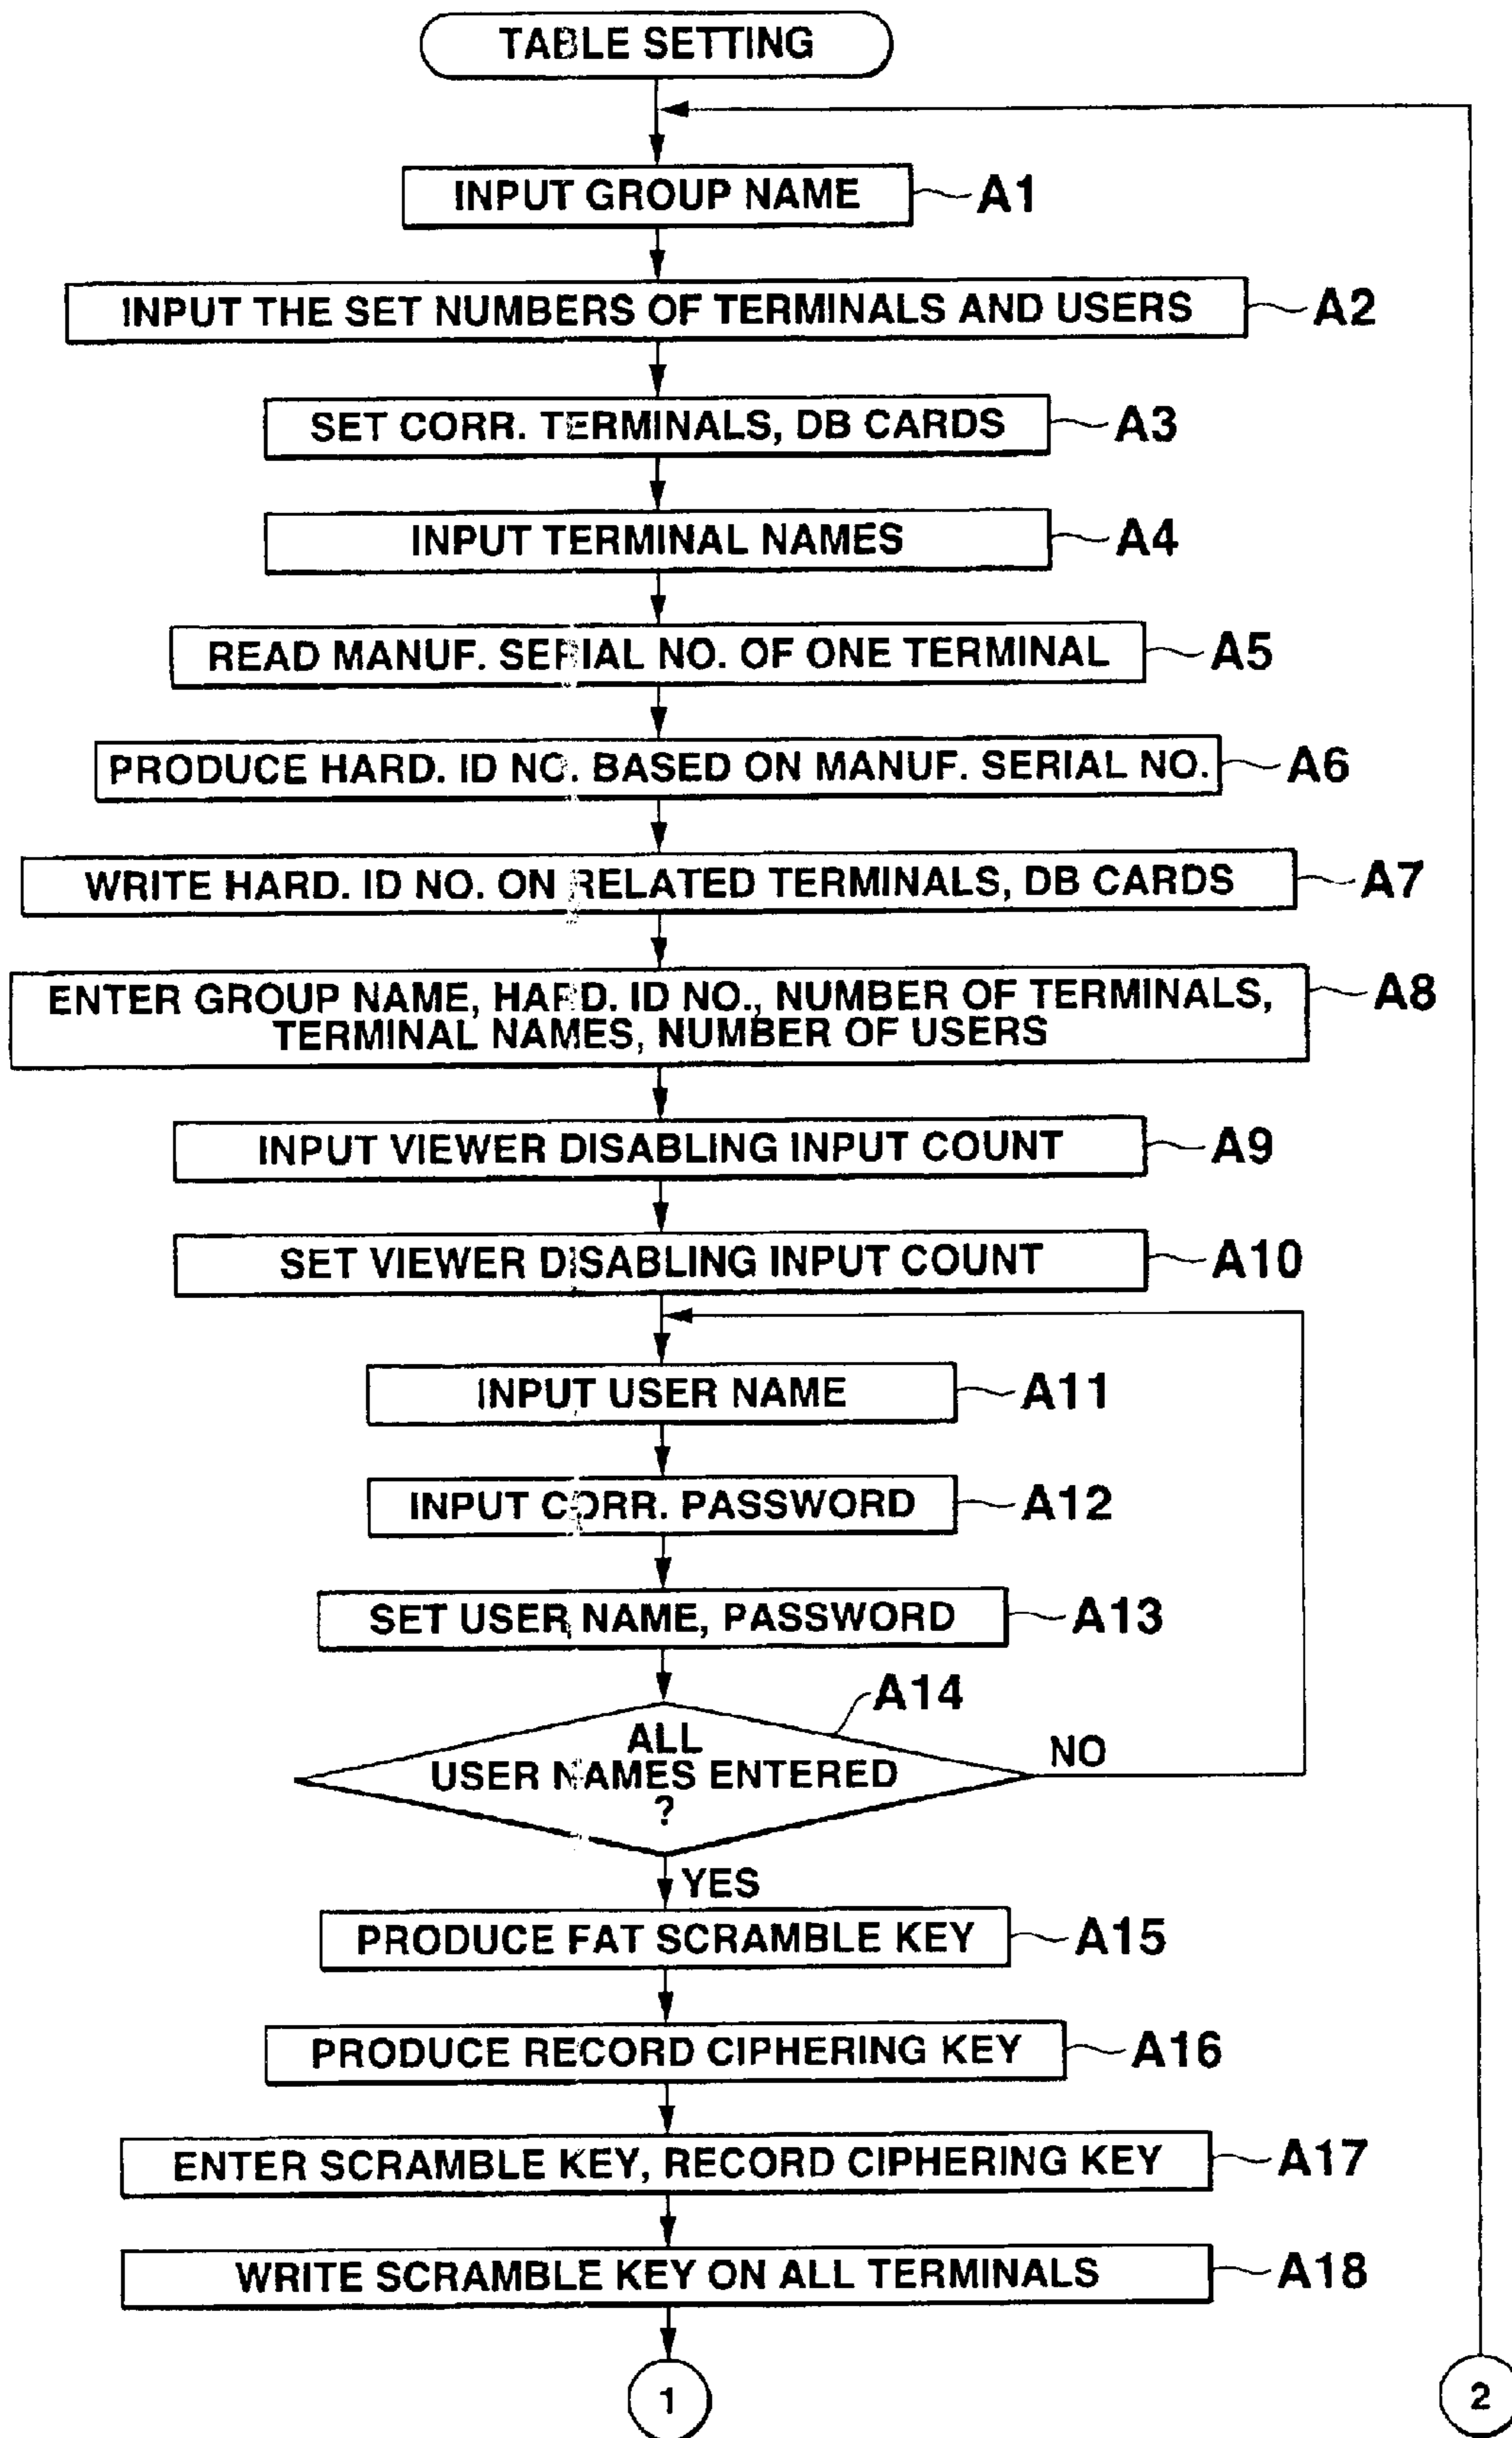 TABLE SETTING
INPUT GROUP NAME A1
INPUT THE SET NUMBERS OF TERMINALS AND USERS A2
SET CORR. TERMINALS, DB CARDS A3
INPUT TERMINAL NAMES A4
READ MANUF. SERIAL NO. OF ONE TERMINAL A5
PRODUCE HARD. ID NO. BASED ON MANUF. SERIAL NO. A6
WRITE HARD. ID NO. ON RELATED TERMINALS, DB CARDS A7
ENTER GROUP NAME, HARD. ID NO., NUMBER OF TERMINALS, A8
TERMINAL NAMES, NUMBER OF USERS
INPUT VIEWER DISABLING INPUT COUNT A9
SET VIEWER DISABLING INPUT COUNT A10
INPUT USER NAME A11
INPUT CORR. PASSWORD A12
SET USER NAME, PASSWORD A13
A14
ALL
USER NAMES ENTERED NO
?
YES
PRODUCE FAT SCRAMBLE KEY A15
PRODUCE RECORD CIPHERING KEY A16
ENTER SCRAMBLE KEY, RECORD CIPHERING KEY A17
WRITE SCRAMBLE KEY ON ALL TERMINALS A18
1 2